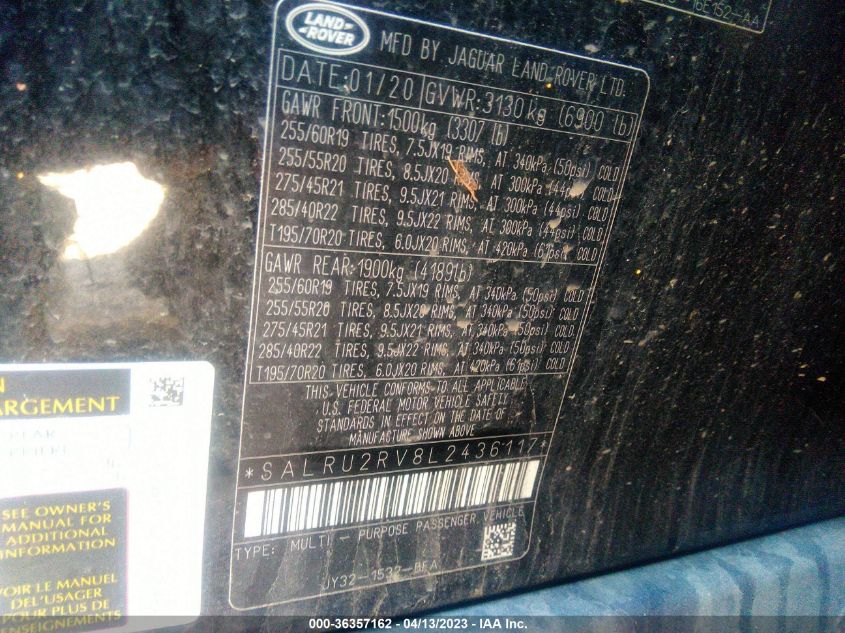 16E152-AA
LAND
ROVER
MFD BY JAGUAR LAND ROVER LTD.
DATE:01/20 GVWR:3130kg (6900 lb)
GAWR FRONT:1500kg (3307 lb)
255/60R19 TIRES, 7.5JX19 RIMS, AT 340kPa (50psi) COLD
255/55R20 TIRES, 8.5JX20 RIMS, AT 300kPa (44psi) COLD
275/45R21 TIRES, 9.5JX21 RIMS, AT 300kPa (44psi) COLD
285/40R22 TIRES, 9.5JX22 RIMS, AT 300kPa (44psi) COLD
T195/70R20 TIRES, 6.0JX20 RIMS, AT 420kPa (61psi) COLD
GAWR REAR:1900kg (4189lb)
255/60R19 TIRES, 7.5JX19 RIMS, AT 340kPa (50psi) COLD
255/55R20 TIRES, 8.5JX20 RIMS, AT 340kPa (50psi) COLD
275/45R21 TIRES, 9.5JX21 RIMS, AT 340kPa (50psi) COLD
285/40R22 TIRES, 9.5JX22 RIMS, AT 340kPa (50psi) COLD
T195/70R20 TIRES, 6.0JX20 RIMS, AT 420kPa (61psi) COLD
THIS VEHICLE CONFORMS TO ALL APPLICABLE
U.S. FEDERAL MOTOR VEHICLE SAFETY
STANDARDS IN EFFECT ON THE DATE OF
MANUFACTURE SHOWN ABOVE
*SALRU2RV8L2436117*
TYPE: MULTI - PURPOSE PASSENGER VEHICLE
JY32-1532-BFA
ARGEMENT
REAR
SEE OWNER'S
MANUAL FOR
ADDITIONAL
INFORMATION
VOIR LE MANUEL
DE L'USAGER
POUR PLUS DE
RENSEIGNEMENTS
000-36357162 - 04/13/2023 - IAA Inc.